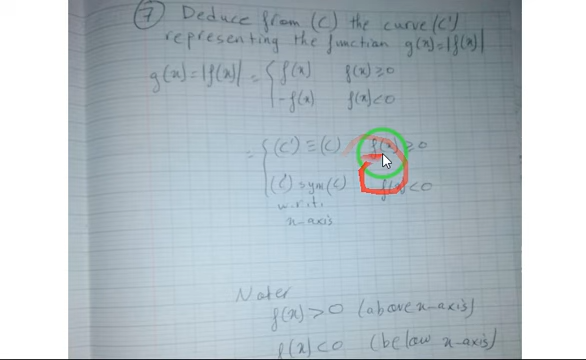 7 Deduce from (C) the curve (C')
representing the function g(x)=|f(x)|
g(x)=|f(x)| = { f(x) f(x)≥0
-f(x) f(x)<0
= { (C') ≡ (C) f(x) ≥0
(C') = sym (C) f(x) <0
w.r.t.
x-axis
Note:
f(x) > 0 (above x-axis)
f(x) < 0 (below x-axis)